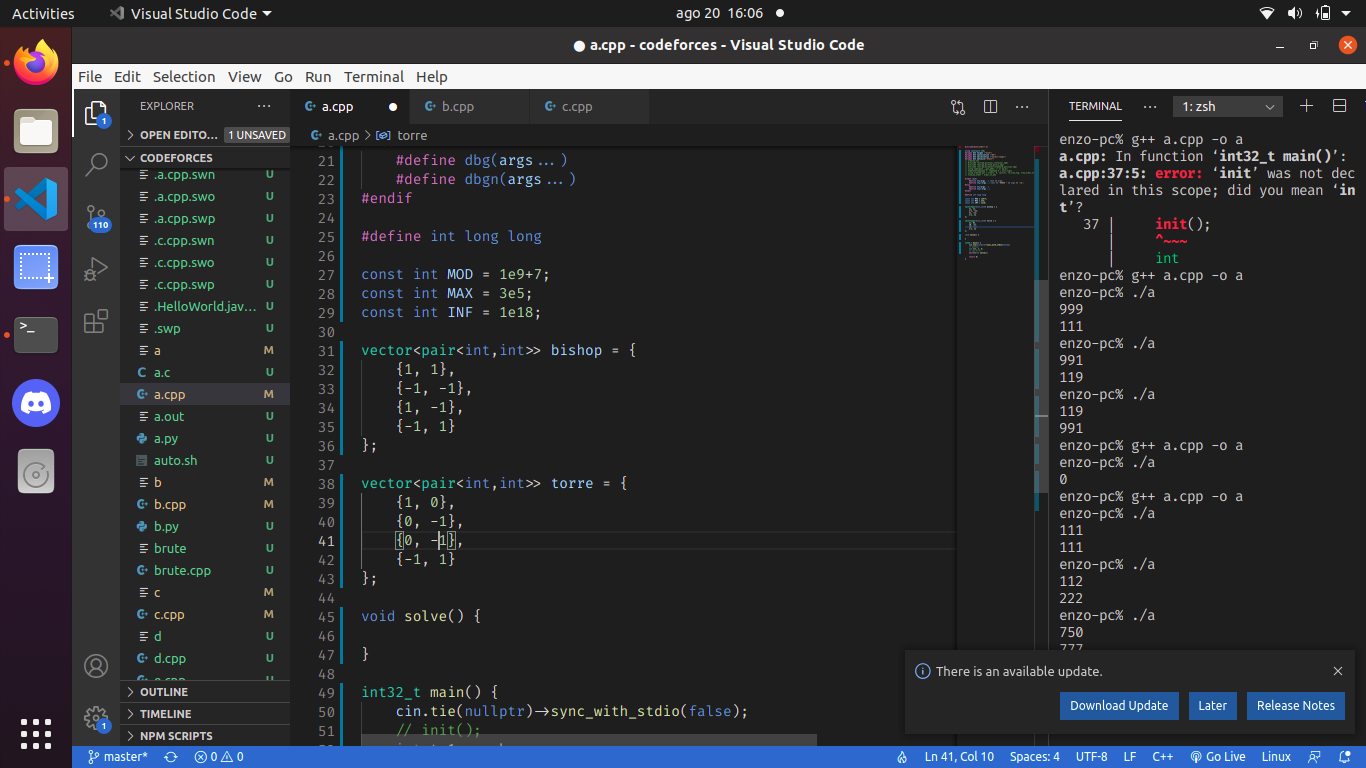 Activities
Visual Studio Code
ago 20 16:06
● a.cpp - codeforces - Visual Studio Code
File Edit Selection View Go Run Terminal Help
EXPLORER
OPEN EDITO... 1 UNSAVED
CODEFORCES
.a.cpp.swn U
.a.cpp.swo U
.a.cpp.swp U
.c.cpp.swn U
.c.cpp.swo U
.c.cpp.swp U
.HelloWorld.jav... U
.swp U
a M
a.c U
a.cpp M
a.out U
a.py U
auto.sh U
b M
b.cpp M
b.py U
brute U
brute.cpp U
c M
c.cpp M
d U
d.cpp U
OUTLINE
TIMELINE
NPM SCRIPTS
1
110
1
a.cpp
b.cpp
c.cpp
a.cpp > torre
21 #define dbg(args...)
22 #define dbgn(args...)
23 #endif
24
25 #define int long long
26
27 const int MOD = 1e9+7;
28 const int MAX = 3e5;
29 const int INF = 1e18;
30
31 vector<pair<int,int>> bishop = {
32 {1, 1},
33 {-1, -1},
34 {1, -1},
35 {-1, 1}
36 };
37
38 vector<pair<int,int>> torre = {
39 {1, 0},
40 {0, -1},
41 {0, -1},
42 {-1, 1}
43 };
44
45 void solve() {
46
47 }
48
49 int32_t main() {
50 cin.tie(nullptr)->sync_with_stdio(false);
51 // init();
TERMINAL
1: zsh
enzo-pc% g++ a.cpp -o a
a.cpp: In function ‘int32_t main()’:
a.cpp:37:5: error: ‘init’ was not dec
lared in this scope; did you mean ‘in
t’?
37 | init();
| ^~~~
| int
enzo-pc% g++ a.cpp -o a
enzo-pc% ./a
999
111
enzo-pc% ./a
991
119
enzo-pc% ./a
119
991
enzo-pc% g++ a.cpp -o a
enzo-pc% ./a
0
enzo-pc% g++ a.cpp -o a
enzo-pc% ./a
111
111
enzo-pc% ./a
112
222
enzo-pc% ./a
750
777
There is an available update.
Download Update
Later
Release Notes
master*
0 0
Ln 41, Col 10
Spaces: 4
UTF-8
LF
C++
Go Live
Linux